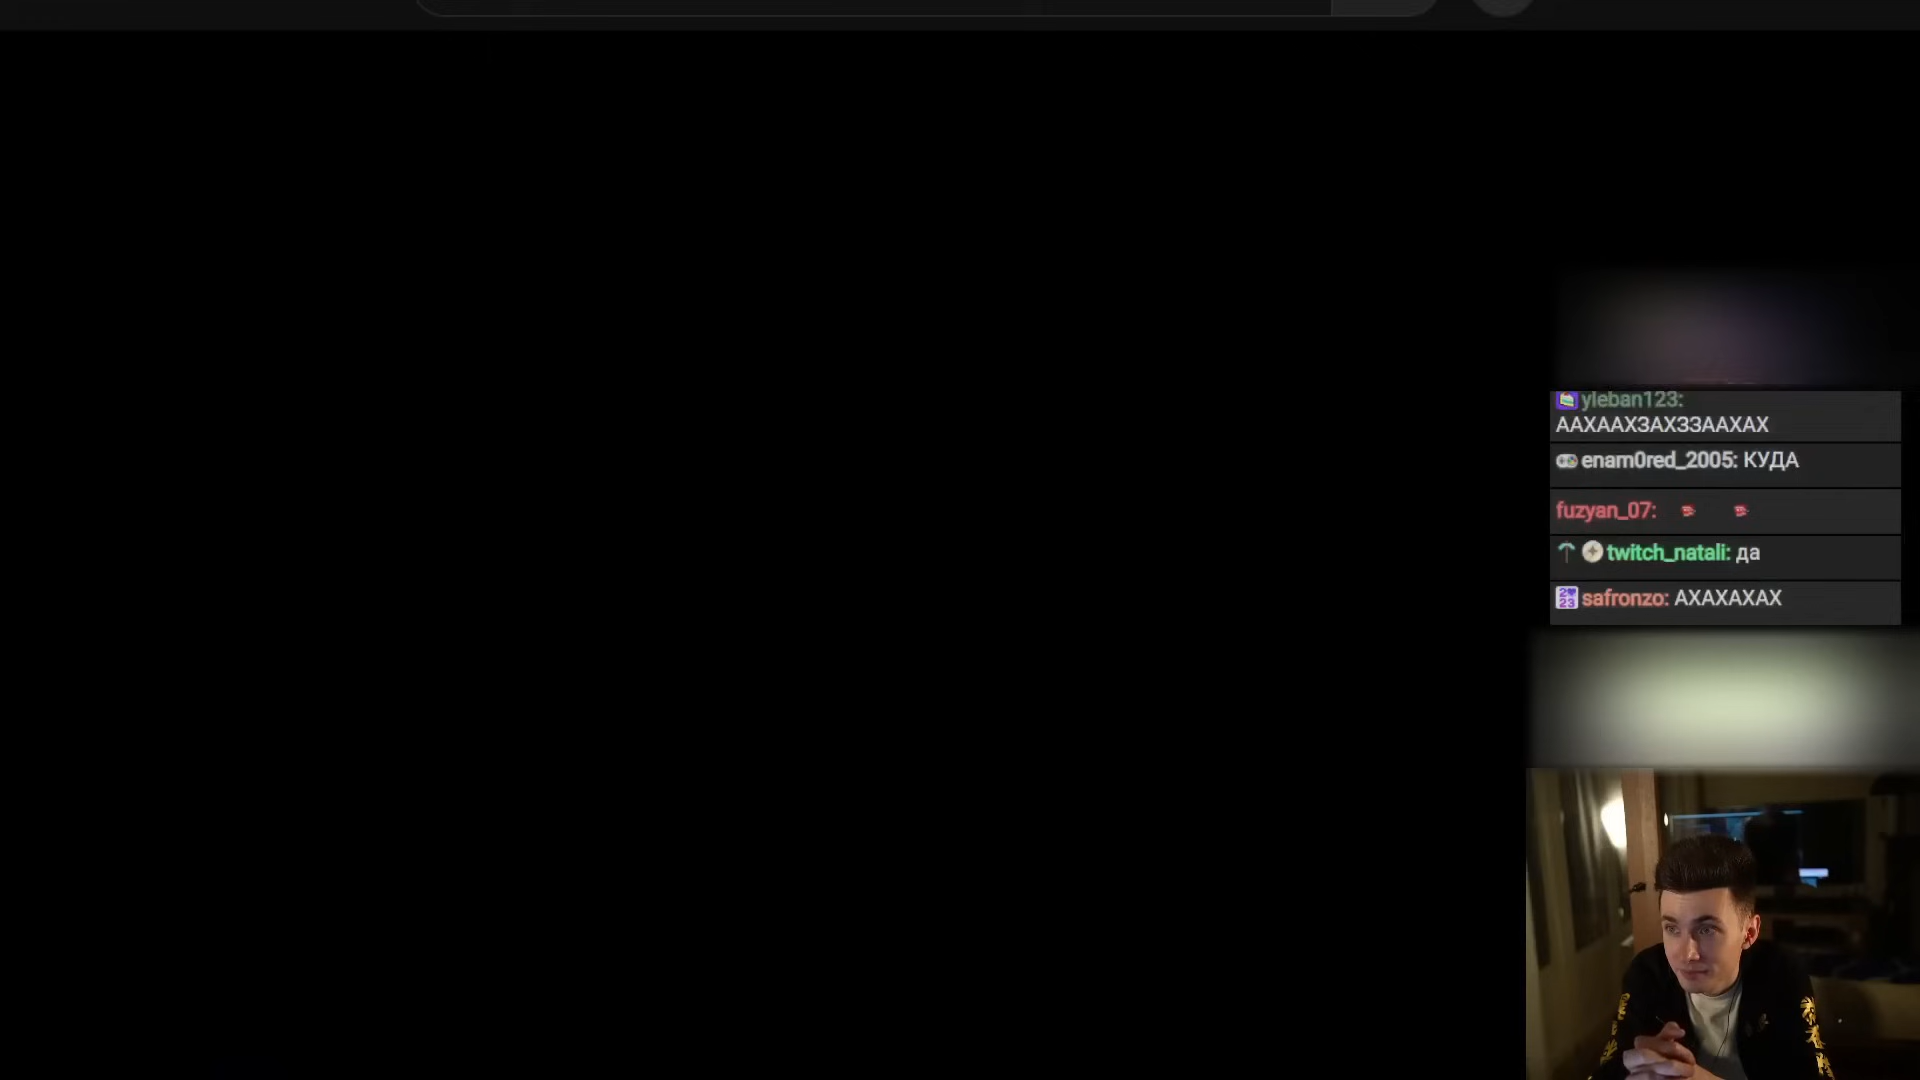 yleban123:
ААХААХЗАХЗЗААХАХ
enam0red_2005: КУДА
fuzyan_07:
twitch_natali: да
safronzo: АХАХАХАХ